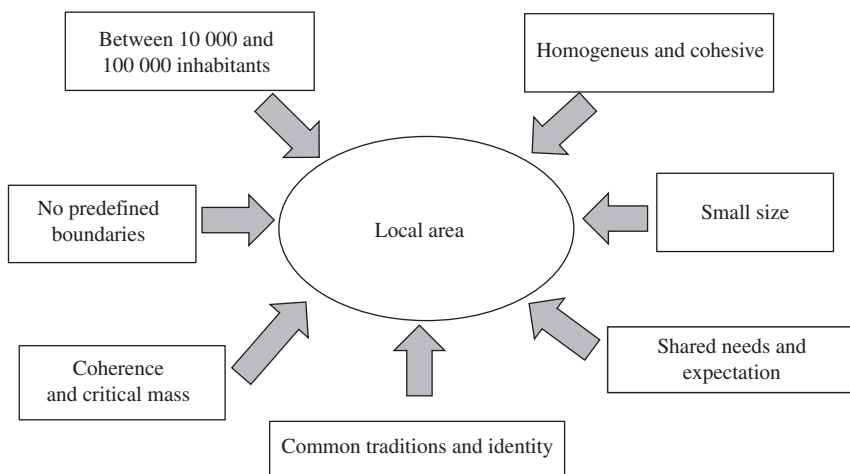 Between 10 000 and
100 000 inhabitants
Homogeneus and cohesive
No predefined
boundaries
Local area
Small size
Coherence
and critical mass
Shared needs and
expectation
Common traditions and identity